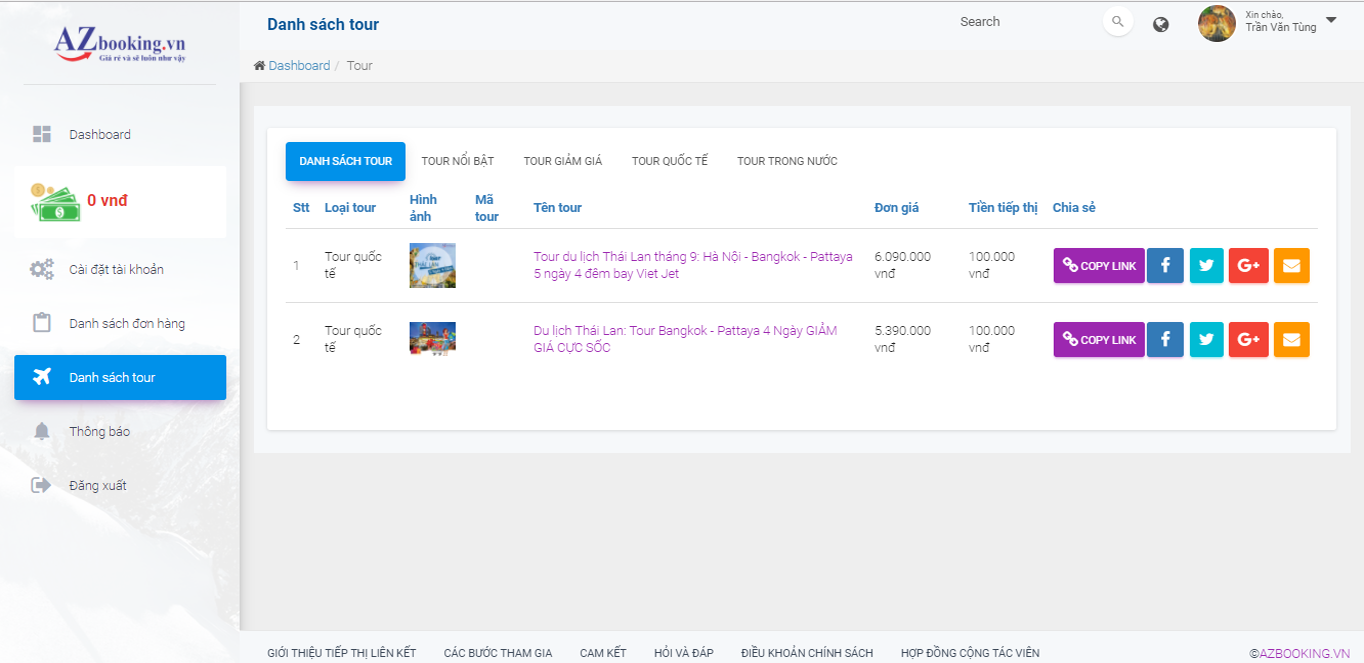 AZbooking.vn
Giá rẻ và sẽ luôn như vậy
Danh sách tour
Search
Xin chào,
Trần Văn Tùng
Dashboard / Tour
Dashboard
0 vnđ
Cài đặt tài khoản
Danh sách đơn hàng
Danh sách tour
Thông báo
Đăng xuất
DANH SÁCH TOUR TOUR NỔI BẬT TOUR GIẢM GIÁ TOUR QUỐC TẾ TOUR TRONG NƯỚC
Stt Loại tour Hình ảnh Mã tour Tên tour Đơn giá Tiền tiếp thị Chia sẻ
1 Tour quốc tế THÁI LAN Tour du lịch Thái Lan tháng 9: Hà Nội - Bangkok - Pattaya 5 ngày 4 đêm bay Viet Jet 6.090.000 vnđ 100.000 vnđ COPY LINK
2 Tour quốc tế Du lịch Thái Lan: Tour Bangkok - Pattaya 4 Ngày GIẢM GIÁ CỰC SỐC 5.390.000 vnđ 100.000 vnđ COPY LINK
GIỚI THIỆU TIẾP THỊ LIÊN KẾT CÁC BƯỚC THAM GIA CAM KẾT HỎI VÀ ĐÁP ĐIỀU KHOẢN CHÍNH SÁCH HỢP ĐỒNG CỘNG TÁC VIÊN ©AZBOOKING.VN